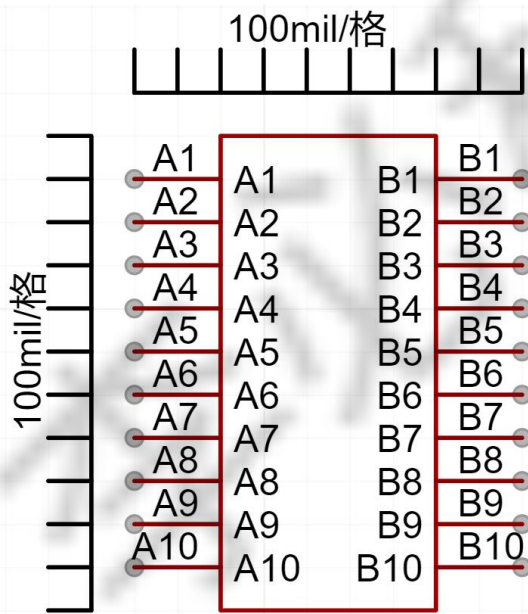 100mil/格
100mil/格
A1 A1 B1 B1
A2 A2 B2 B2
A3 A3 B3 B3
A4 A4 B4 B4
A5 A5 B5 B5
A6 A6 B6 B6
A7 A7 B7 B7
A8 A8 B8 B8
A9 A9 B9 B9
A10 A10 B10 B10